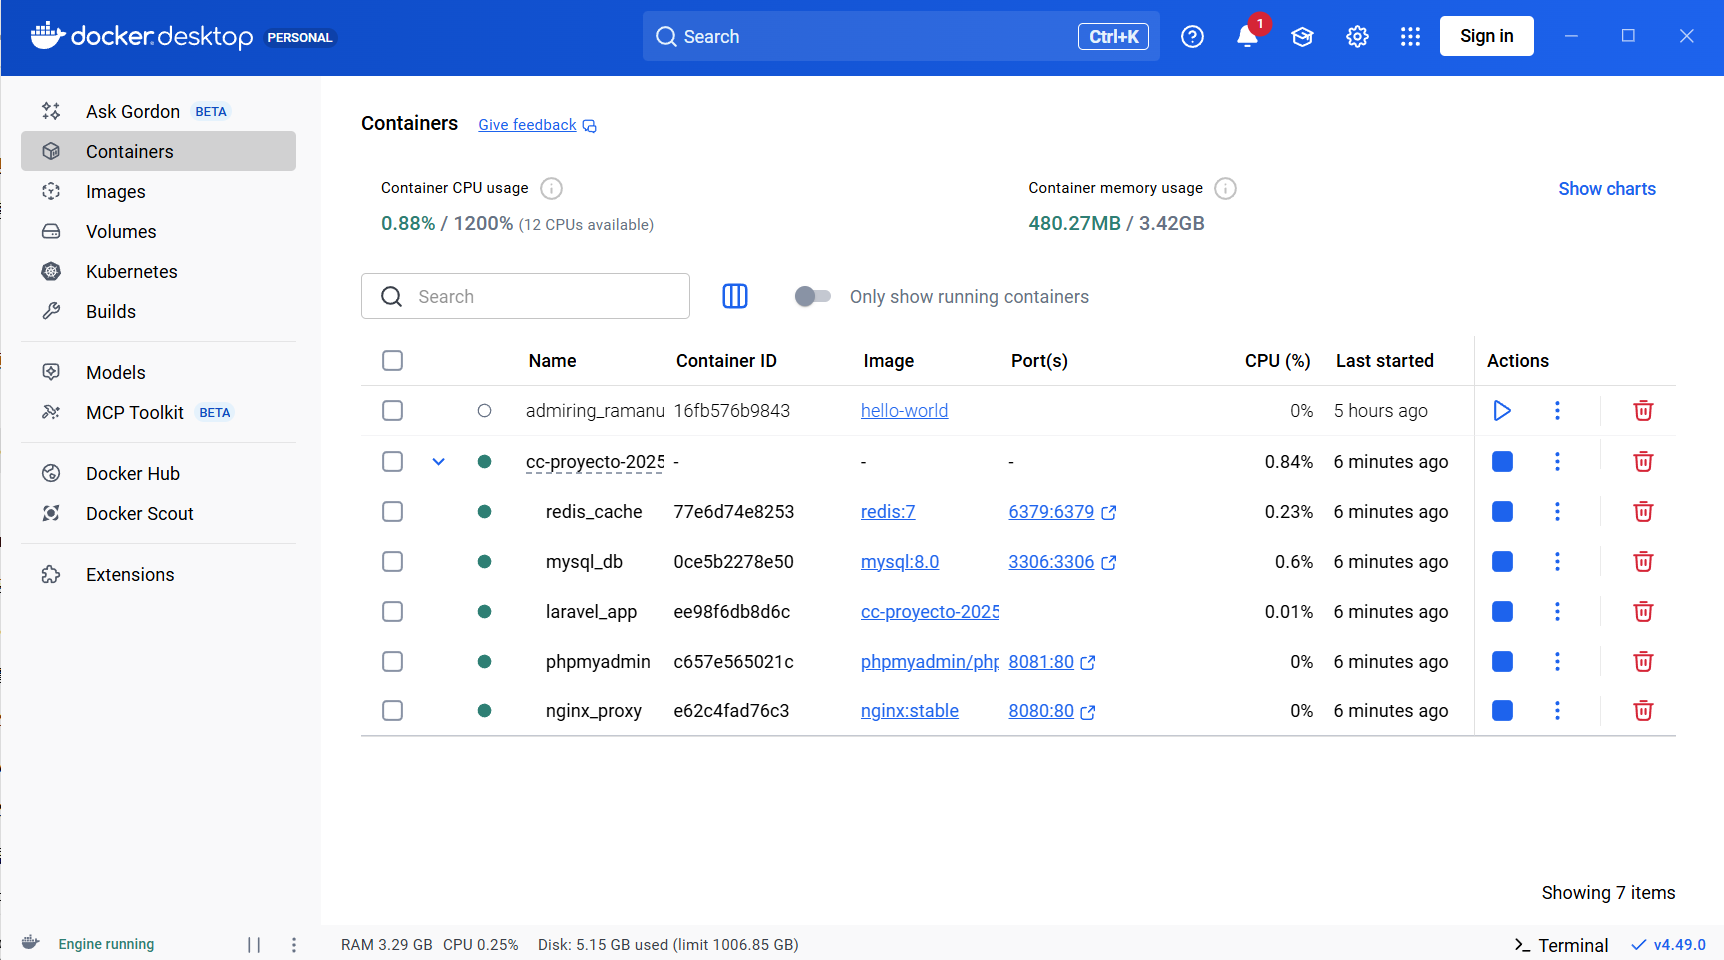 docker.desktop PERSONAL
Search
Ctrl+K
1
Sign in
Ask Gordon BETA
Containers
Images
Volumes
Kubernetes
Builds
Models
MCP Toolkit BETA
Docker Hub
Docker Scout
Extensions
Containers Give feedback
Container CPU usage
0.88% / 1200% (12 CPUs available)
Container memory usage
480.27MB / 3.42GB
Show charts
Search
Only show running containers
Name Container ID Image Port(s) CPU (%) Last started Actions
admiring_ramanu 16fb576b9843 hello-world 0% 5 hours ago
cc-proyecto-2025 - - - 0.84% 6 minutes ago
redis_cache 77e6d74e8253 redis:7 6379:6379 0.23% 6 minutes ago
mysql_db 0ce5b2278e50 mysql:8.0 3306:3306 0.6% 6 minutes ago
laravel_app ee98f6db8d6c cc-proyecto-2025 0.01% 6 minutes ago
phpmyadmin c657e565021c phpmyadmin/php 8081:80 0% 6 minutes ago
nginx_proxy e62c4fad76c3 nginx:stable 8080:80 0% 6 minutes ago
Showing 7 items
Engine running
RAM 3.29 GB CPU 0.25% Disk: 5.15 GB used (limit 1006.85 GB)
Terminal
v4.49.0